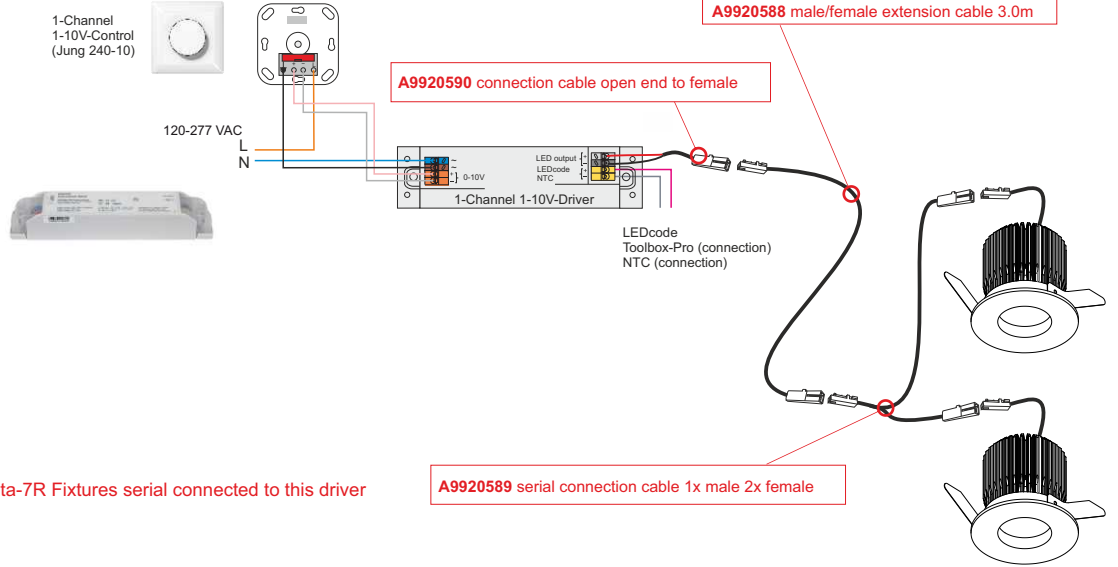 1-Channel
1-10V-Control
(Jung 240-10)
A9920588 male/female extension cable 3.0m
A9920590 connection cable open end to female
120-277 VAC
L
N
LED output
LEDcode
NTC
0-10V
1-Channel 1-10V-Driver
LEDcode
Toolbox-Pro (connection)
NTC (connection)
ta-7R Fixtures serial connected to this driver
A9920589 serial connection cable 1x male 2x female